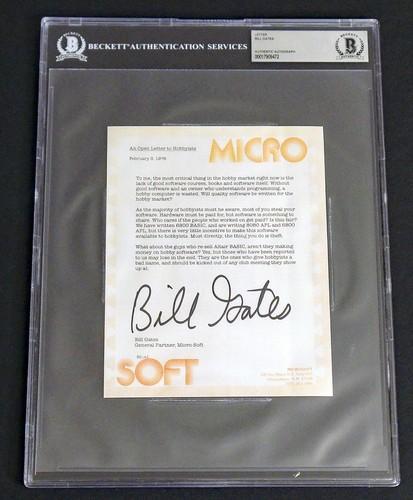 BECKETT AUTHENTICATION SERVICES
LETTER
BILL GATES
AUTHENTIC AUTOGRAPH
BECKETT
An Open Letter to Hobbyists
MICRO
February 3, 1976
To me, the most critical thing in the hobby market right now is the
lack of good software courses, books and software itself. Without
good software and an owner who understands programming, a
hobby computer is wasted. Will quality software be written for the
hobby market?
As the majority of hobbyists must be aware, most of you steal your
software. Hardware must be paid for, but software is something to
share. Who cares if the people who worked on get paid? Is this fair?
We have written 6800 BASIC, and are writing 8080 APL and 6800
APL, but there is very little incentive to make this software
available to hobbyists. Most directly, the thing you do is theft.
What about the guys who re-sell Altair BASIC, aren't they making
money on hobby software? Yes, but those who have been reported
to us may lose in the end. They are the ones who give hobbyists a
bad name, and should be kicked out of any club meeting they show
up at.
Bill Gates
Bill Gates
General Partner, Micro-Soft
SOFT